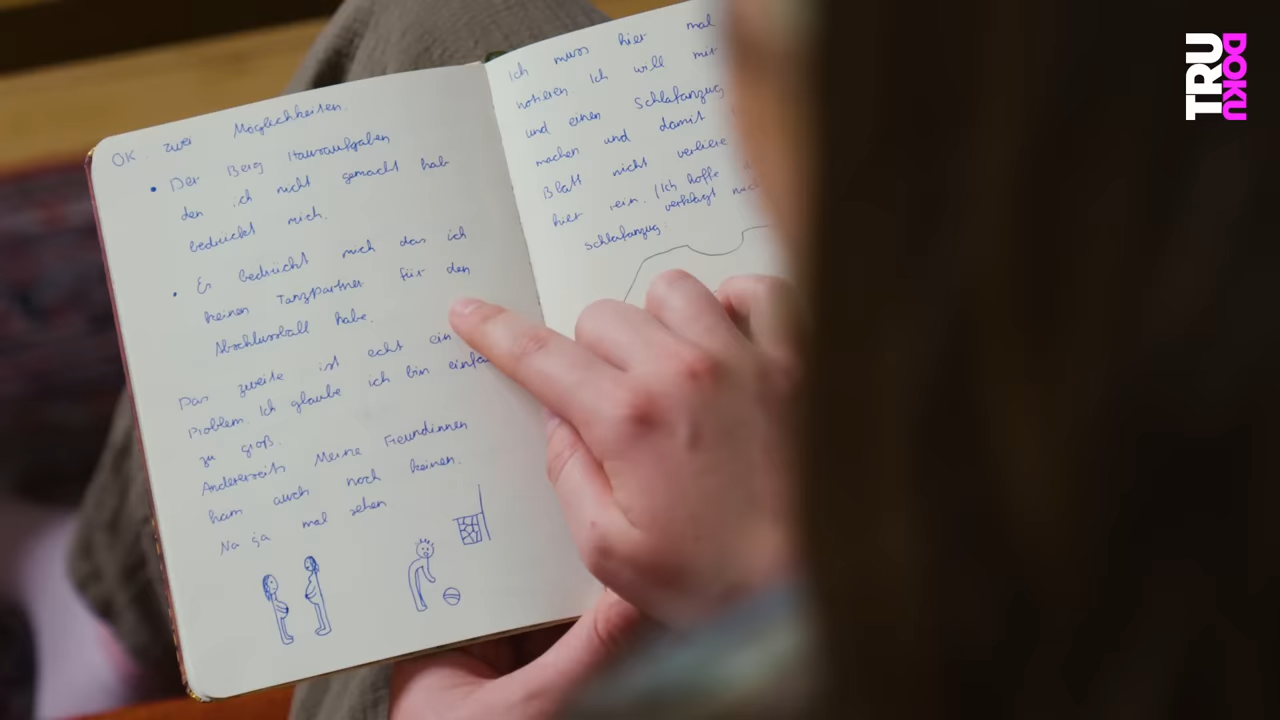 OK. zwei Möglichkeiten.
• Der Berg Hausaufgaben
den ich nicht gemacht hab
bedrückt mich.
• Es bedrückt mich das ich
keinen Tanzpartner für den
Abschlussball habe.
Das zweite ist echt ein
Problem. Ich glaube ich bin
zu groß.
Andererseits Meine Freundinnen
ham auch noch keinen.
Na ja mal sehen
Ich muss hier mal
notieren Ich will mir
und einen Schlafanzug
machen und damit
Blatt nicht verliere
hier rein. (Ich hoffe
Schlafanzug verklagt
TRU
DOKU